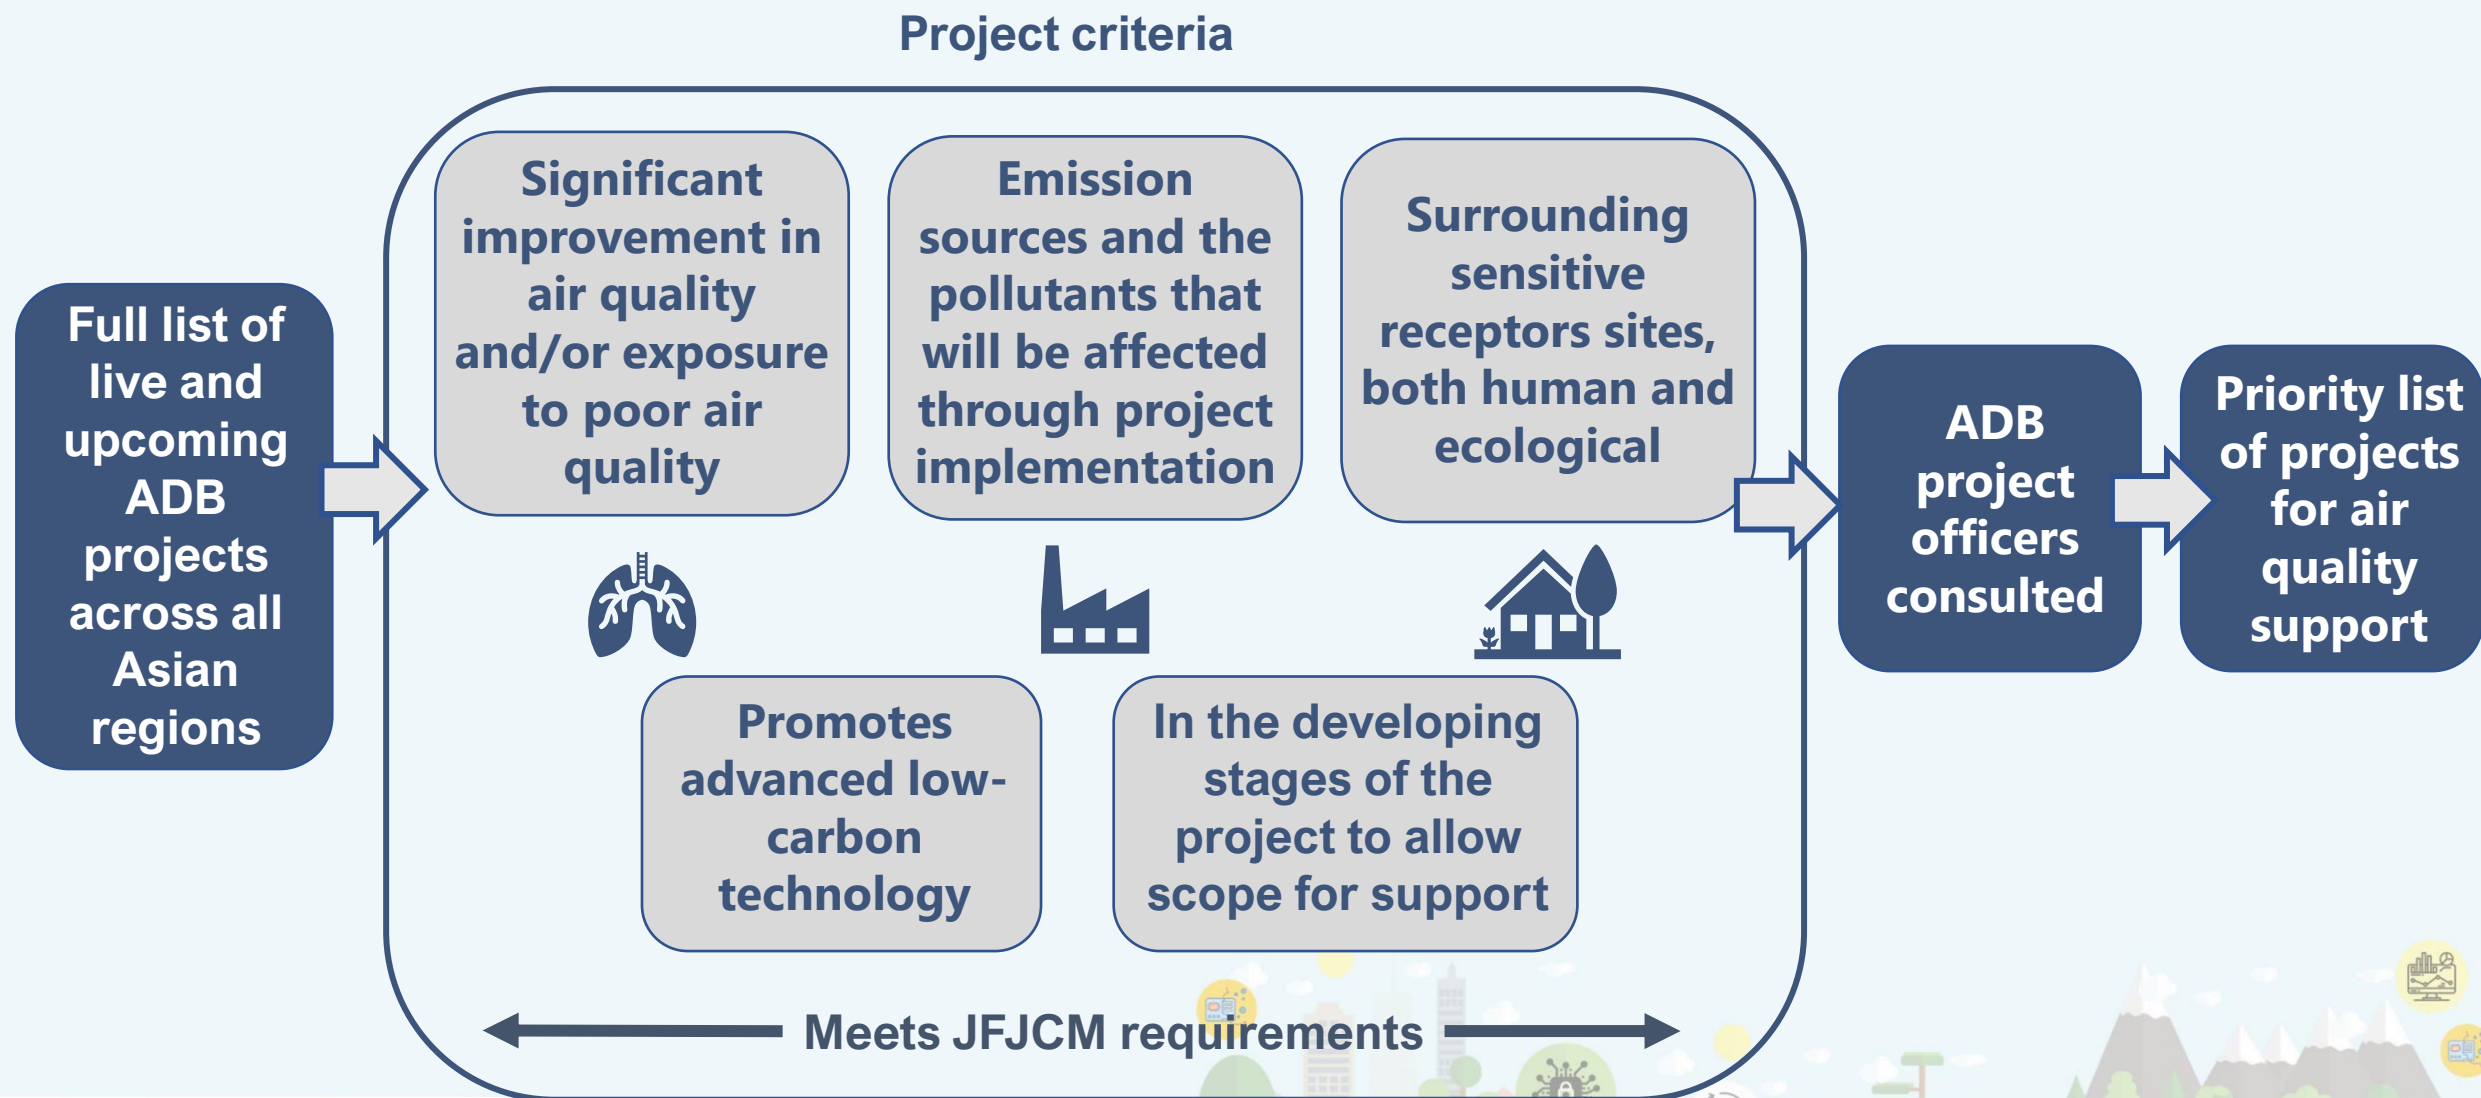 Project criteria
Full list of
live and
upcoming
ADB
projects
across all
Asian
regions
Significant
improvement in
air quality
and/or exposure
to poor air
quality
Emission
sources and the
pollutants that
will be affected
through project
implementation
Surrounding
sensitive
receptors sites,
both human and
ecological
Promotes
advanced low-
carbon
technology
In the developing
stages of the
project to allow
scope for support
Meets JFJCM requirements
ADB
project
officers
consulted
Priority list
of projects
for air
quality
support